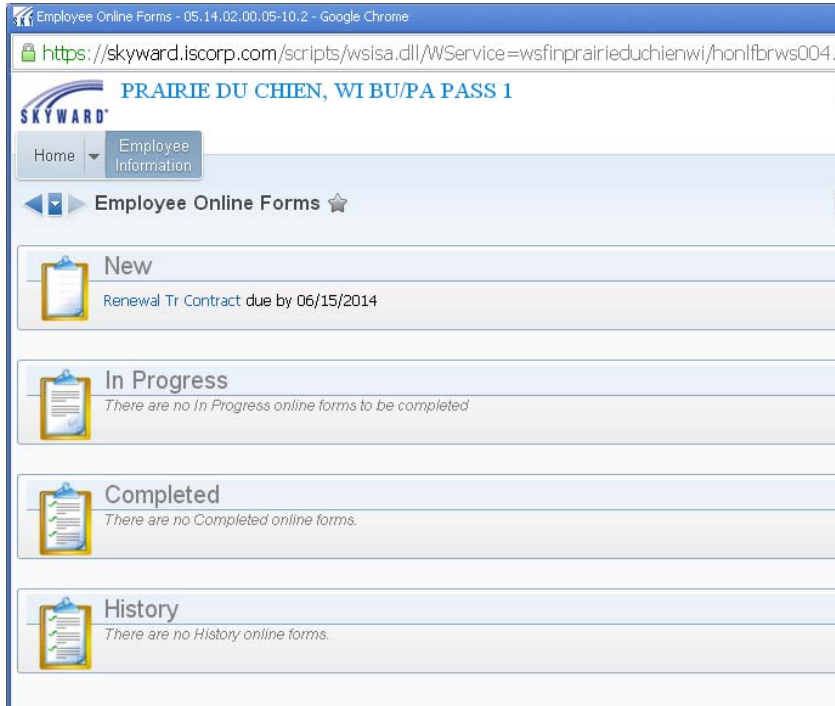 Employee Online Forms - 05.14.02.00.05-10.2 - Google Chrome
https://skyward.iscorp.com/scripts/wsisa.dll/WService=wsfinprairieduchienwi/honlfbrws004.
SKYWARD®
PRAIRIE DU CHIEN, WI BU/PA PASS 1
Home
Employee
Information
Employee Online Forms
New
Renewal Tr Contract due by 06/15/2014
In Progress
There are no In Progress online forms to be completed
Completed
There are no Completed online forms.
History
There are no History online forms.